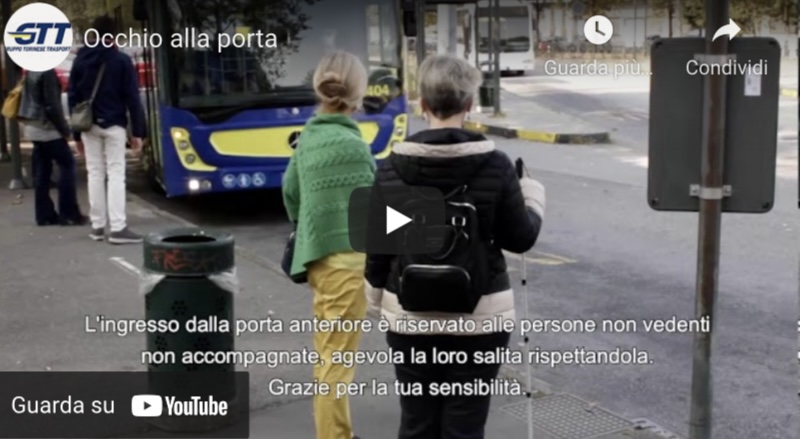 GTT
GRUPPO TORINESE TRASPORTI
Occhio alla porta
Guarda più...
Condividi
404
L'ingresso dalla porta anteriore è riservato alle persone non vedenti
non accompagnate, agevola la loro salita rispettandola.
Grazie per la tua sensibilità.
Guarda su YouTube